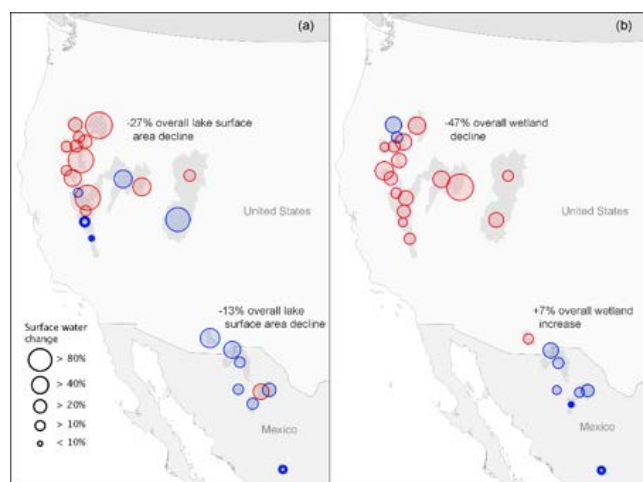 (a)
-27% overall lake surface
area decline
United States
-13% overall lake
surface area decline
Surface water
change
> 80%
> 40%
> 20%
> 10%
< 10%
Mexico
(b)
-47% overall wetland
decline
United States
+7% overall wetland
increase
Mexico